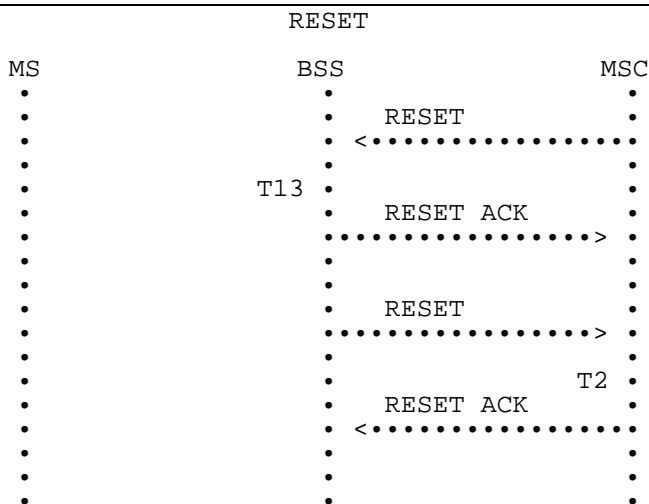 RESET
MS BSS MSC
RESET
T13
RESET ACK
RESET
T2
RESET ACK